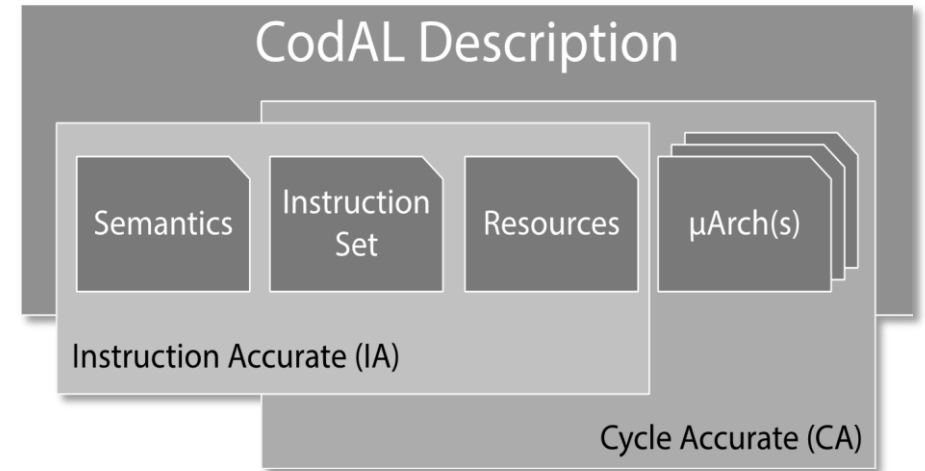 CodAL Description
Semantics
Instruction
Set
Resources
µArch(s)
Instruction Accurate (IA)
Cycle Accurate (CA)